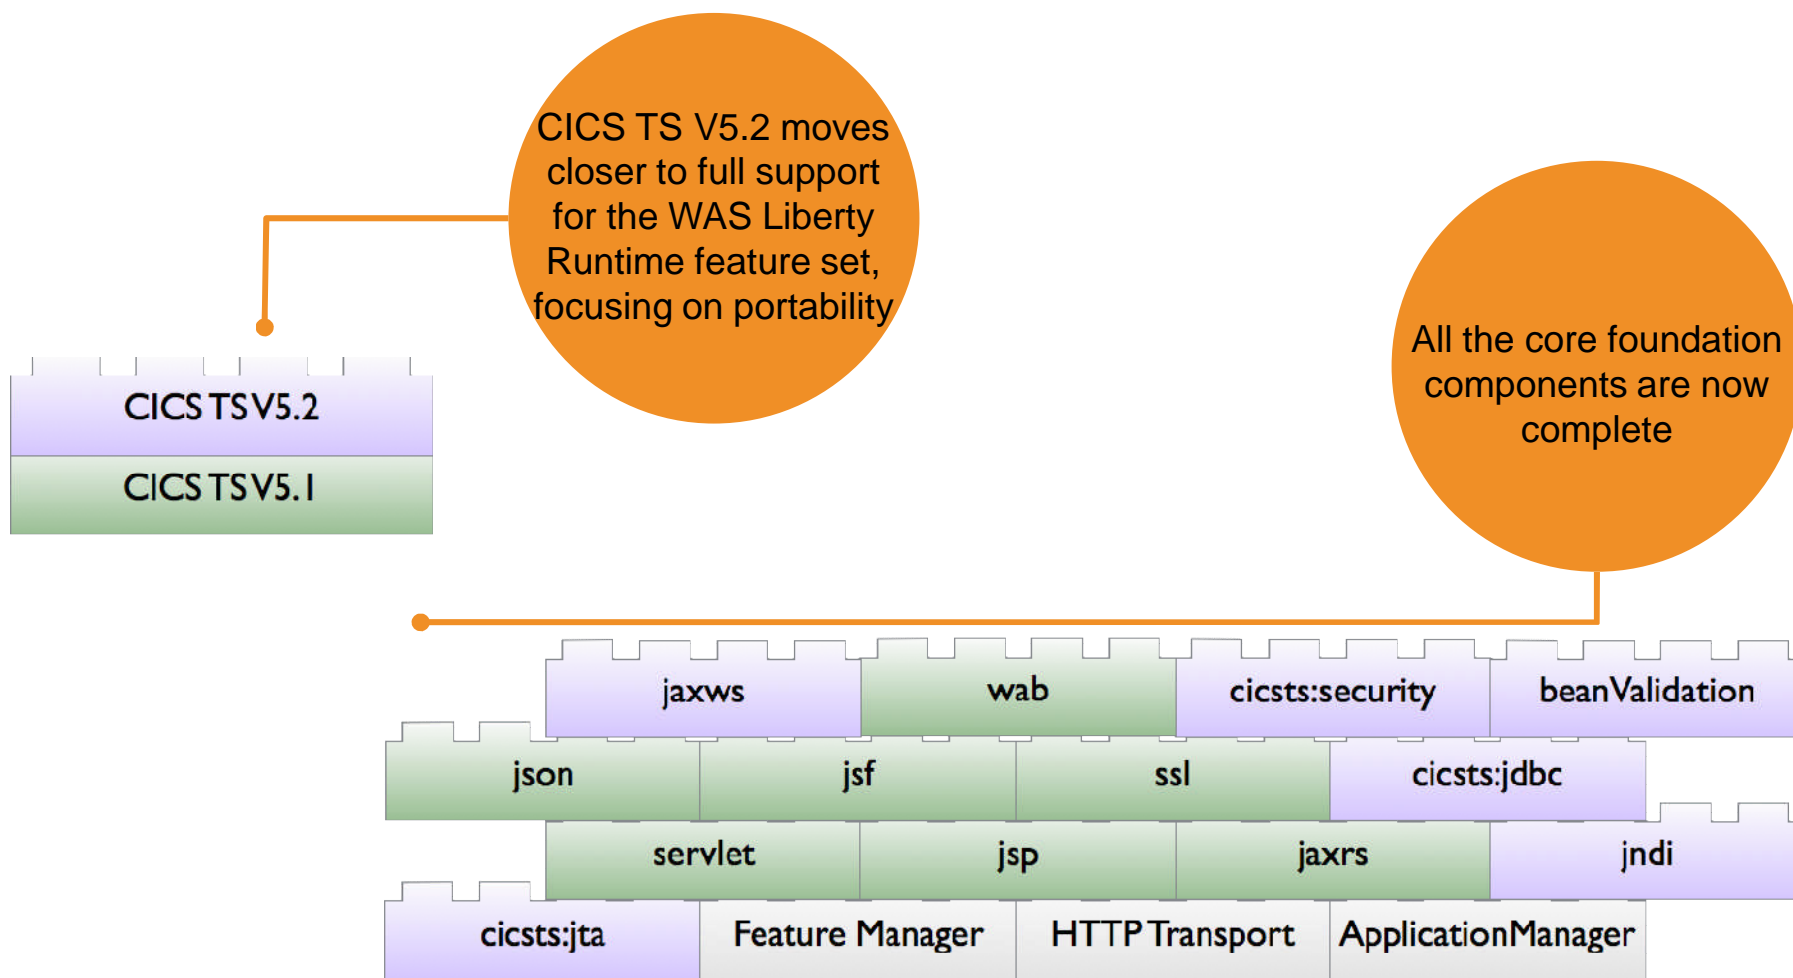 CICS TS V5.2 moves
closer to full support
for the WAS Liberty
Runtime feature set,
focusing on portability
All the core foundation
components are now
complete
CICS TS V5.2
CICS TS V5.1
jaxws wab cicsts:security beanValidation
json jsf ssl cicsts:jdbc
servlet jsp jaxrs jndi
cicsts:jta Feature Manager HTTP Transport ApplicationManager